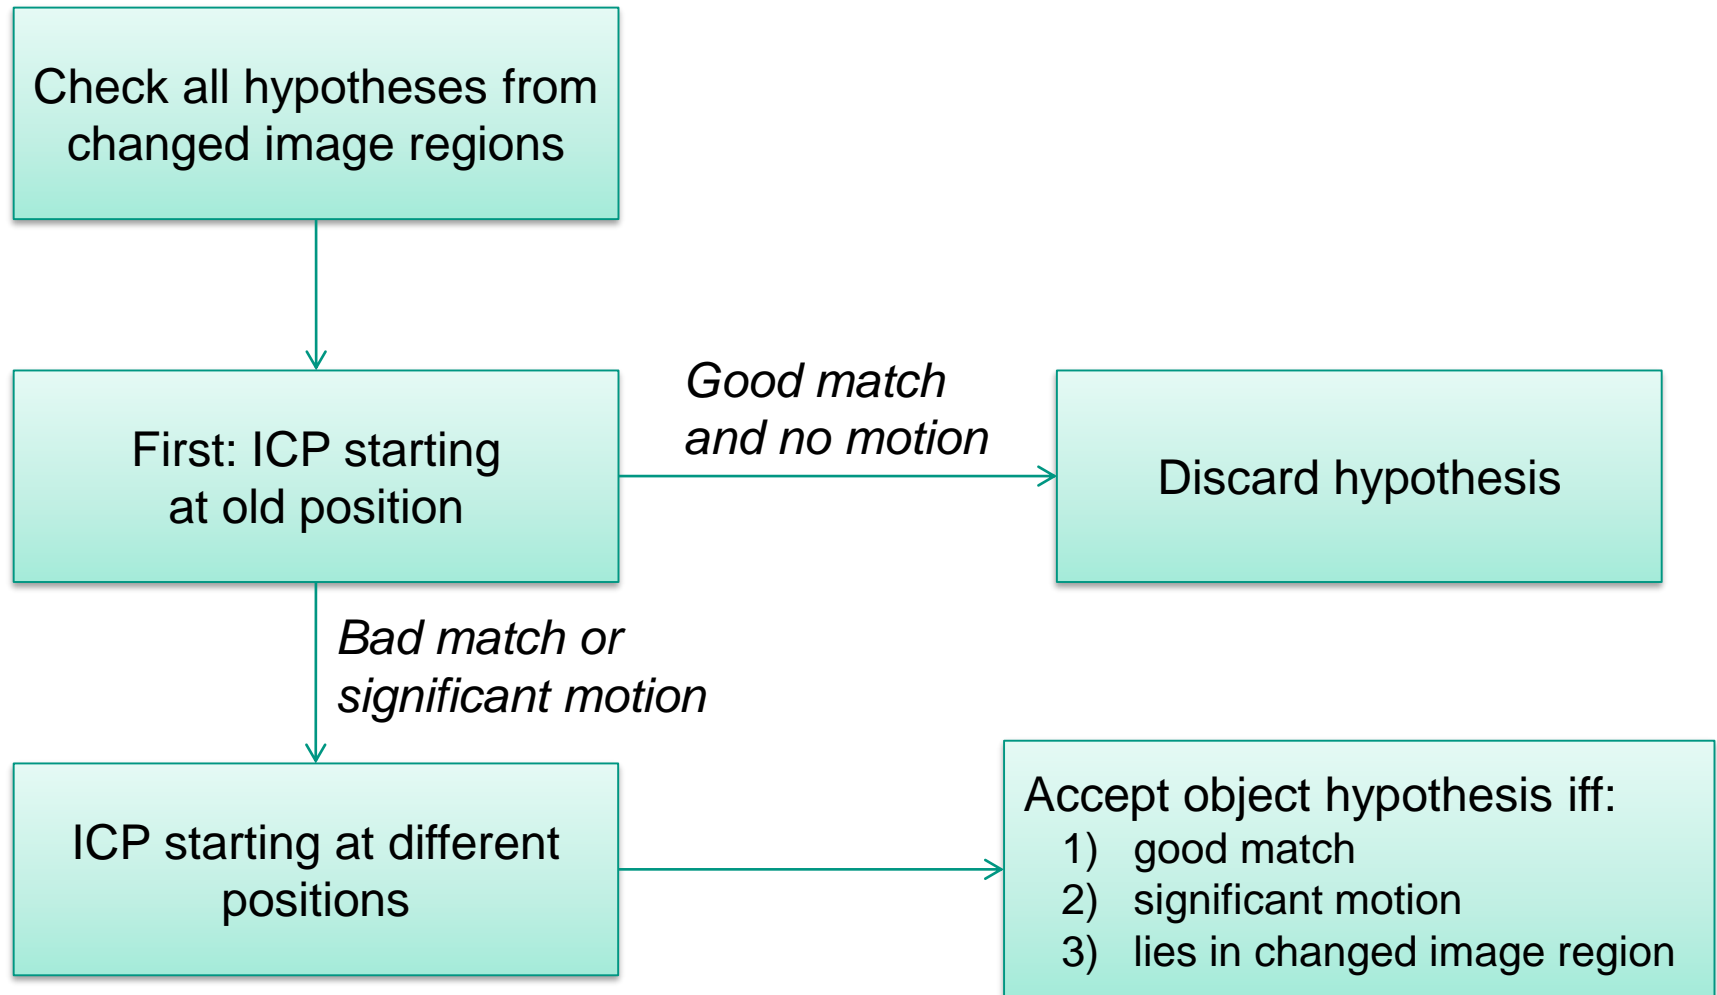 Check all hypotheses from
changed image regions
First: ICP starting
at old position
Good match
and no motion
Discard hypothesis
Bad match or
significant motion
ICP starting at different
positions
Accept object hypothesis iff:
1) good match
2) significant motion
3) lies in changed image region